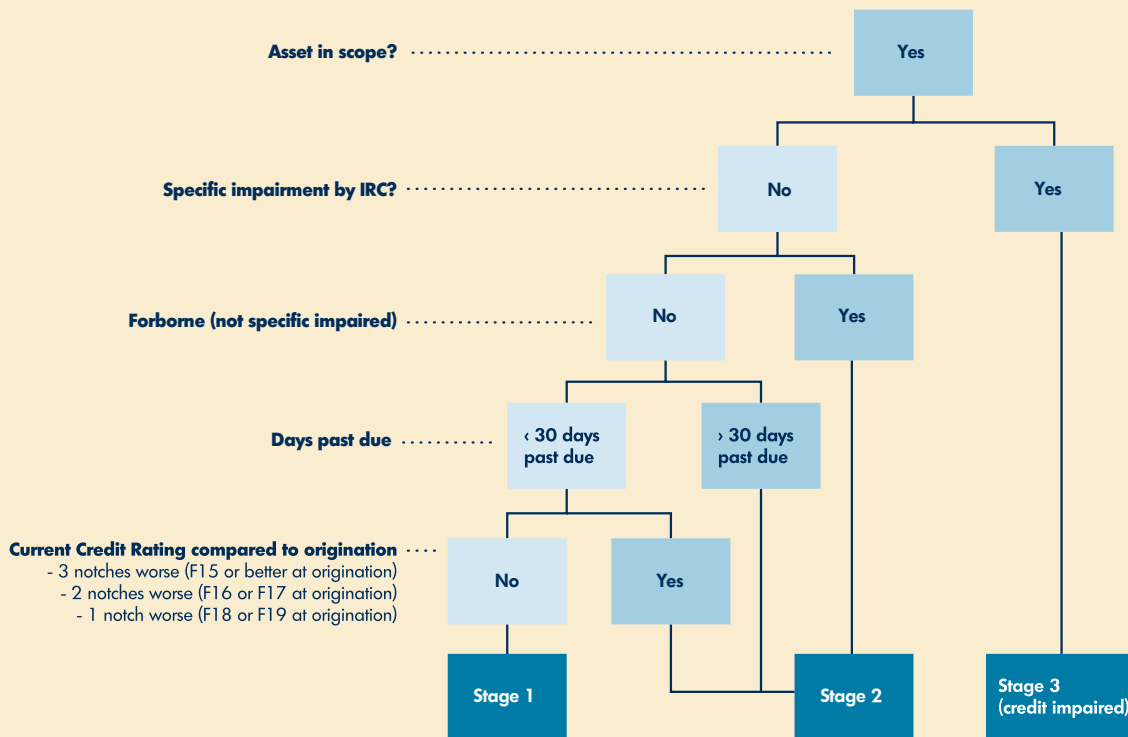 Asset in scope?
Yes
Specific impairment by IRC?
No
Yes
Forborne (not specific impaired)
No
Yes
Days past due
‹ 30 days
past due
› 30 days
past due
Current Credit Rating compared to origination
- 3 notches worse (F15 or better at origination)
- 2 notches worse (F16 or F17 at origination)
- 1 notch worse (F18 or F19 at origination)
No
Yes
Stage 1
Stage 2
Stage 3
(credit impaired)